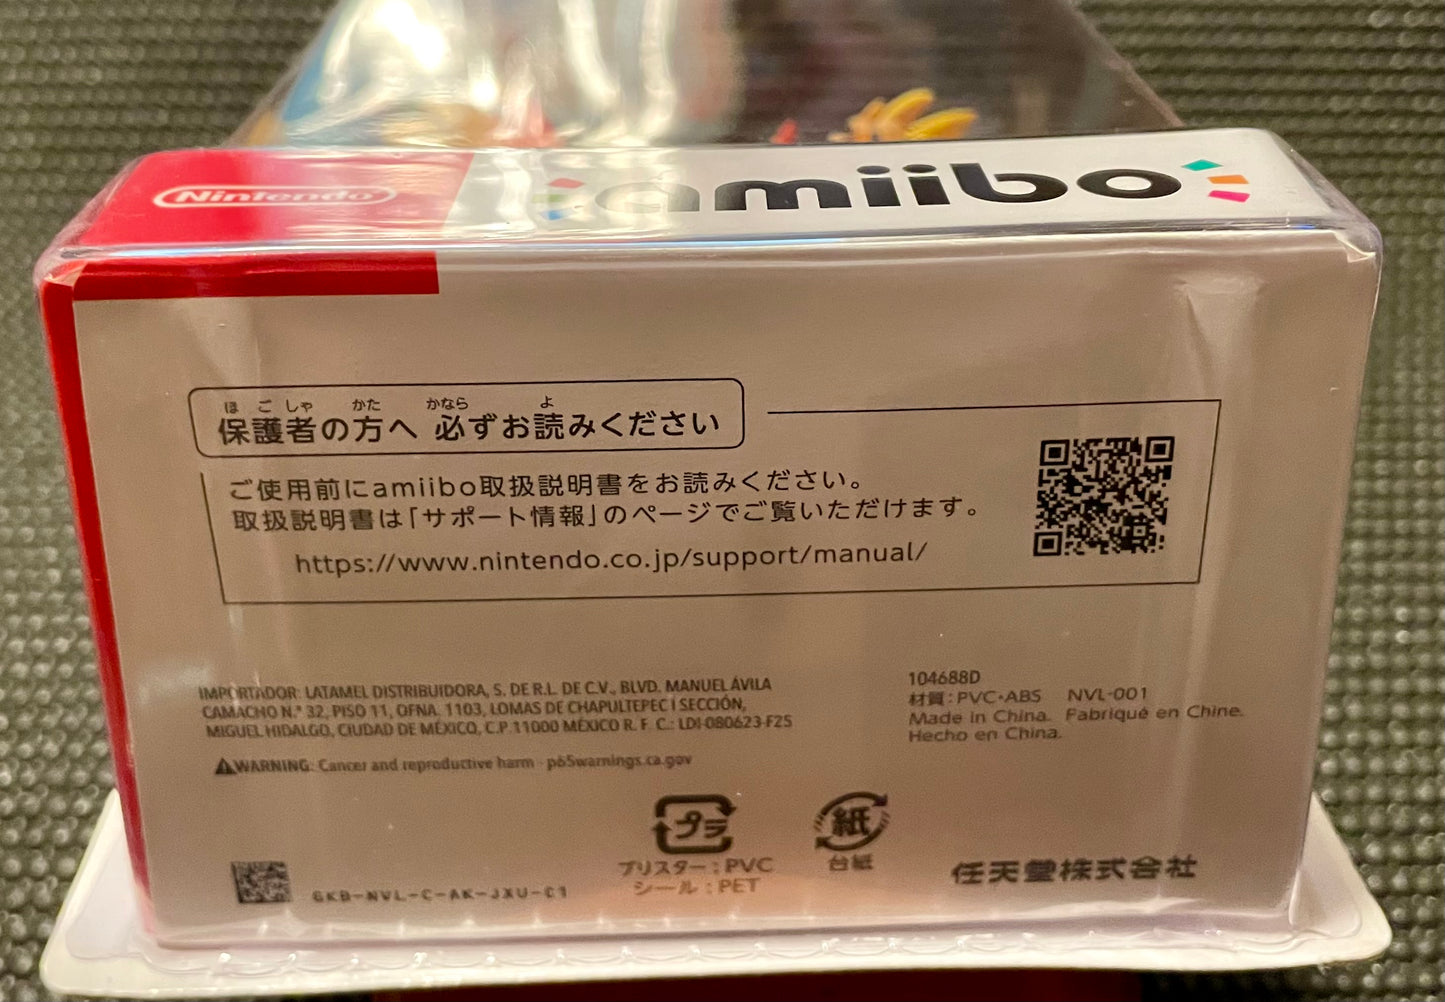 Nintendo
amiibo
ほ ご しゃ かた かなら よ
保護者の方へ 必ずお読みください
ご使用前にamiibo取扱説明書をお読みください。
取扱説明書は「サポート情報」のページでご覧いただけます。
https://www.nintendo.co.jp/support/manual/
IMPORTADOR: LATAMEL DISTRIBUIDORA, S. DE R.L. DE C.V., BLVD. MANUEL ÁVILA
CAMACHO N.° 32, PISO 11, OFNA. 1103, LOMAS DE CHAPULTEPEC I SECCIÓN,
MIGUEL HIDALGO, CIUDAD DE MÉXICO, C.P. 11000 MÉXICO R. F. C.: LDI-080623-F25
WARNING: Cancer and reproductive harm - p65warnings.ca.gov
104688D
材質：PVC・ABS NVL-001
Made in China. Fabriqué en Chine.
Hecho en China.
プラ
ブリスター：PVC
シール：PET
紙
台紙
任天堂株式会社
GKB-NVL-C-AK-JXU-C1